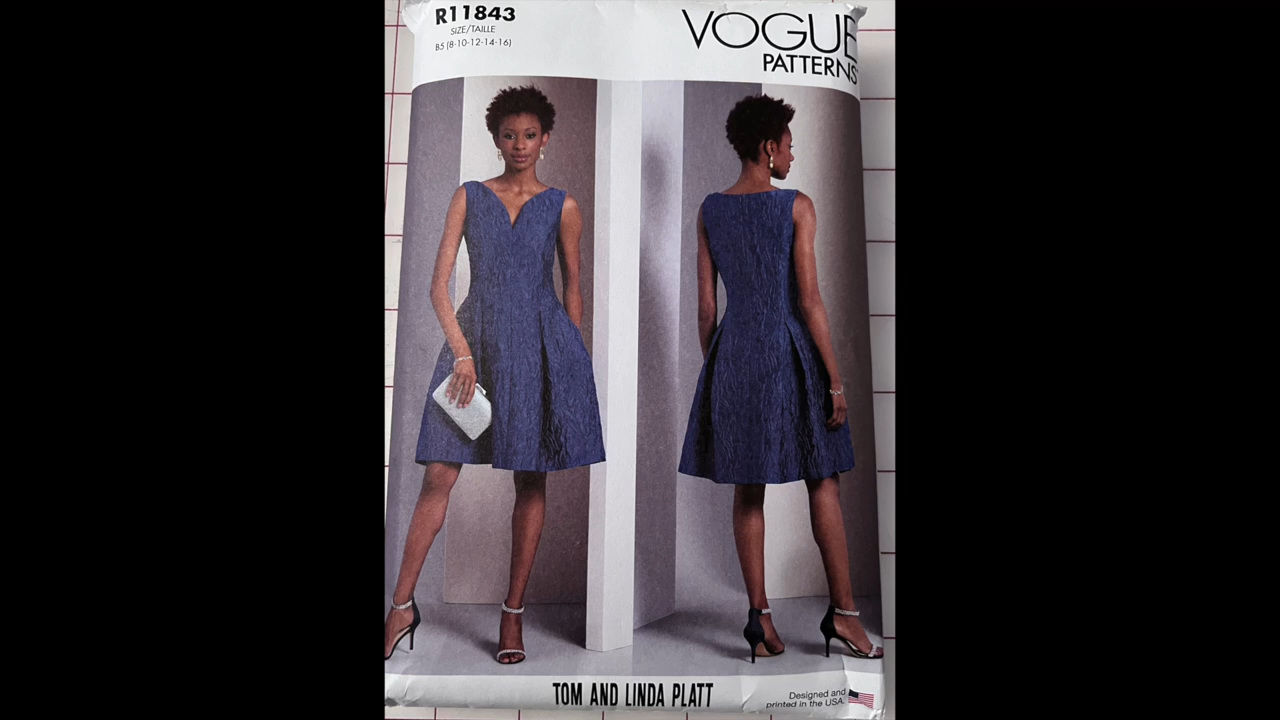 R11843
SIZE/TAILLE
B5 (8-10-12-14-16)
VOGUE
PATTERNS
TOM AND LINDA PLATT
Designed and
printed in the USA.